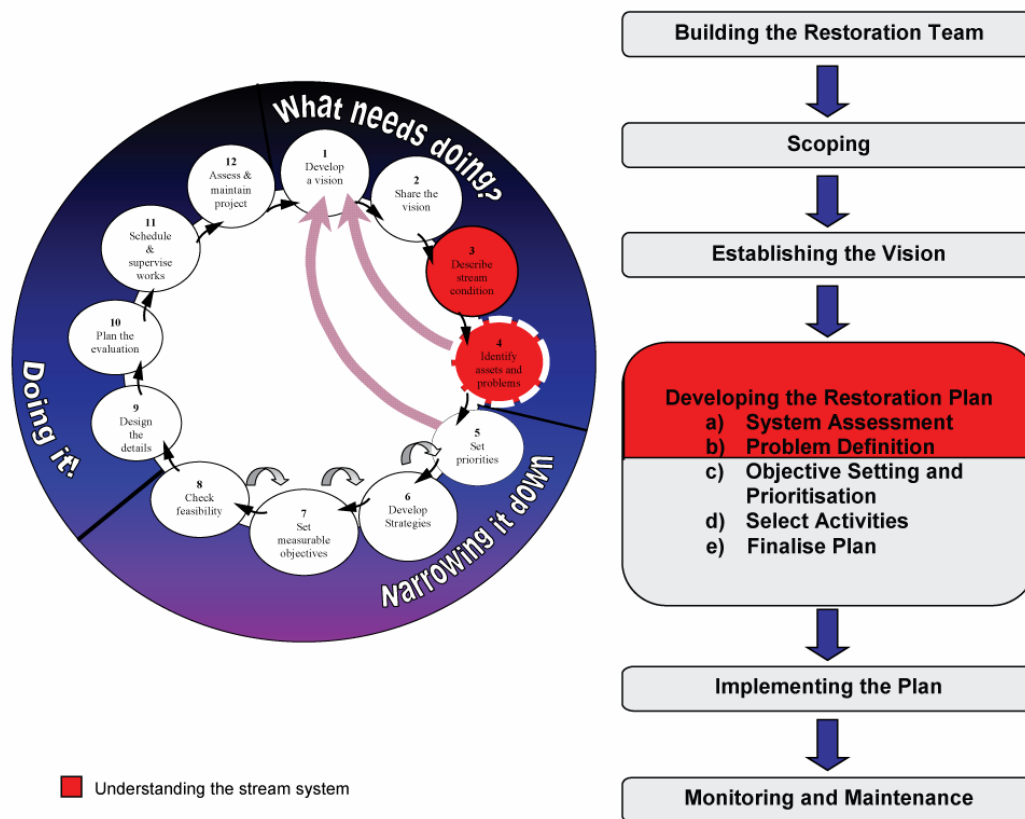 What needs doing?
1
Develop
a vision
2
Share the
vision
3
Describe
stream
condition
4
Identify
assets and
problems
Narrowing it down
5
Set
priorities
6
Develop
Strategies
7
Set
measurable
objectives
8
Check
feasibility
Doing it!
9
Design
the
details
10
Plan the
evaluation
11
Schedule
&
supervise
works
12
Assess &
maintain
project
Understanding the stream system
Building the Restoration Team
Scoping
Establishing the Vision
Developing the Restoration Plan
a) System Assessment
b) Problem Definition
c) Objective Setting and
Prioritisation
d) Select Activities
e) Finalise Plan
Implementing the Plan
Monitoring and Maintenance